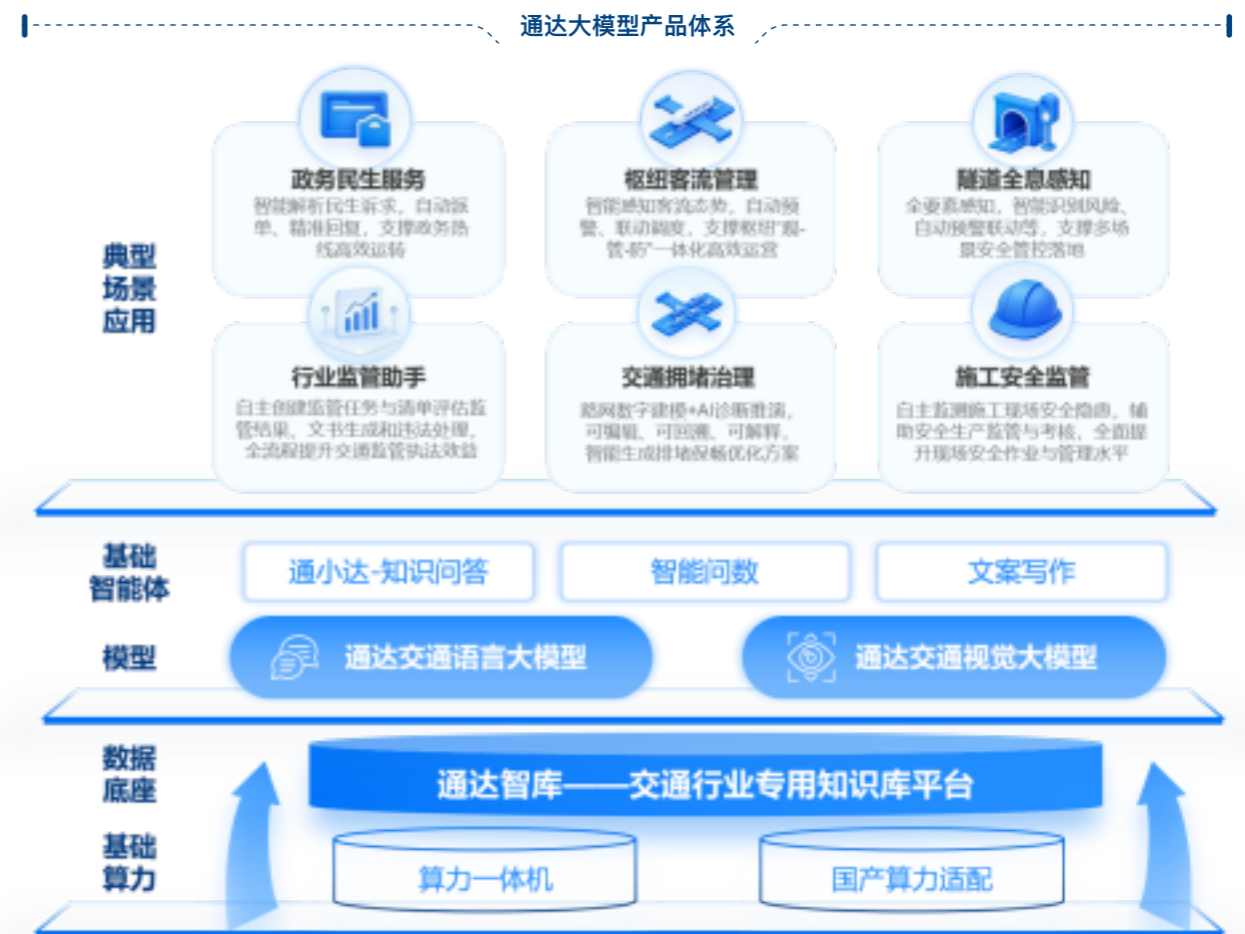 通达大模型产品体系
典型
场景
应用
政务民生服务
智能解析民生诉求，自动派
单、精准回复，支撑政务热
线高效运转
枢纽客流管理
智能感知客流态势，自动预
警、联动调度，支撑枢纽“观-
管-防”一体化高效运营
隧道全息感知
全要素感知，智能识别风险、
自动预警联动等，支撑多场
景安全管控落地
行业监管助手
自主创建监管任务与清单评估监
管结果、文书生成和违法处理，
全流程提升交通监管执法效益
交通拥堵治理
路网数字建模+AI诊断推演，
可编辑、可回溯、可解释，
智能生成排堵保畅优化方案
施工安全监管
自主监测施工现场安全隐患，辅
助安全生产监管与考核，全面提
升现场安全作业与管理水平
基础
智能体
通小达-知识问答
智能问数
文案写作
模型
通达交通语言大模型
通达交通视觉大模型
数据
底座
通达智库——交通行业专用知识库平台
基础
算力
算力一体机
国产算力适配